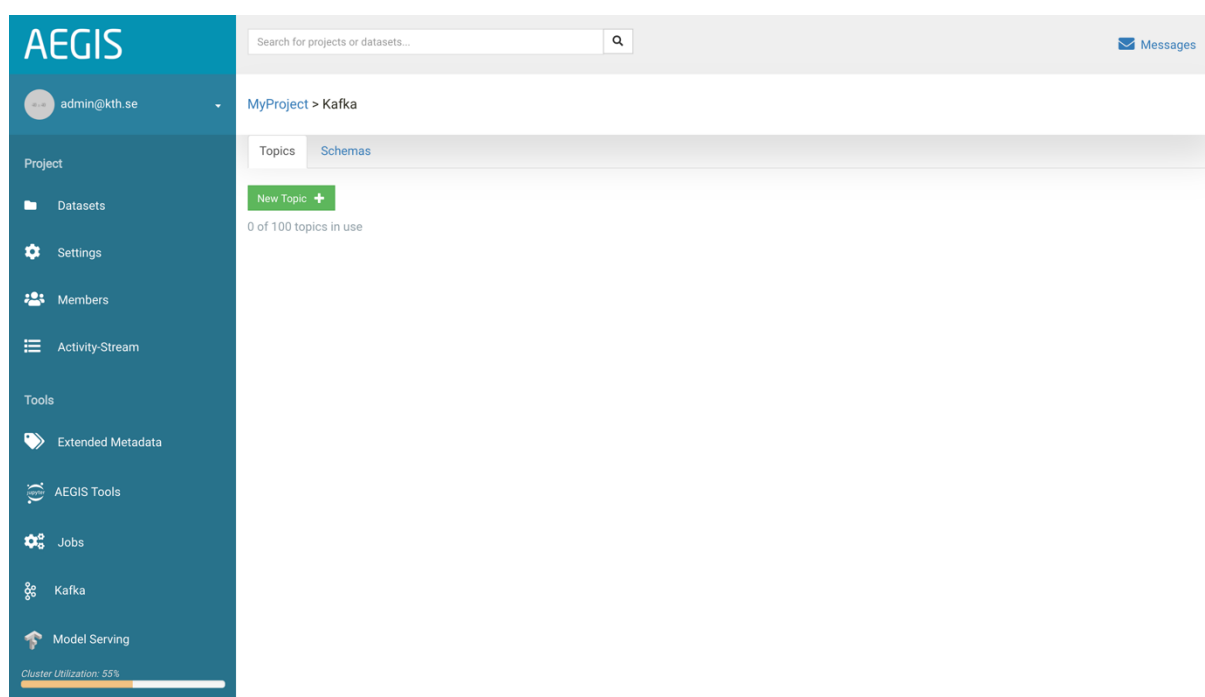 AEGIS
Search for projects or datasets...
Messages
admin@kth.se
MyProject > Kafka
Topics
Schemas
Project
New Topic
0 of 100 topics in use
Datasets
Settings
Members
Activity-Stream
Tools
Extended Metadata
AEGIS Tools
Jobs
Kafka
Model Serving
Cluster Utilization: 55%